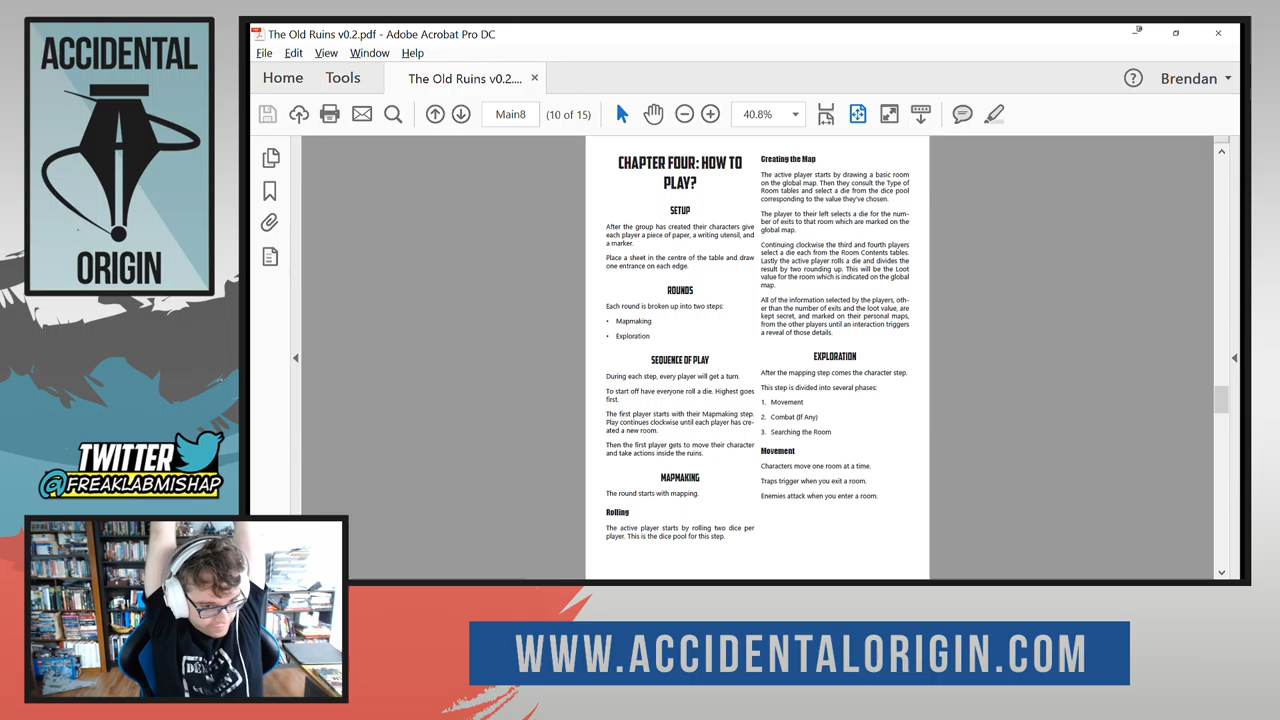 ACCIDENTAL
ORIGIN
The Old Ruins v0.2.pdf - Adobe Acrobat Pro DC
File Edit View Window Help
Home Tools The Old Ruins v0.2.... × Brendan
Main8 (10 of 15) 40.8%
CHAPTER FOUR: HOW TO
PLAY?
SETUP
After the group has created their characters give
each player a piece of paper, a writing utensil, and
a marker.
Place a sheet in the centre of the table and draw
one entrance on each edge.
ROUNDS
Each round is broken up into two steps:
• Mapmaking
• Exploration
SEQUENCE OF PLAY
During each step, every player will get a turn.
To start off have everyone roll a die. Highest goes
first.
The first player starts with their Mapmaking step.
Play continues clockwise until each player has cre-
ated a new room.
Then the first player gets to move their character
and take actions inside the ruins.
MAPMAKING
The round starts with mapping.
Rolling
The active player starts by rolling two dice per
player. This is the dice pool for this step.
Creating the Map
The active player starts by drawing a basic room
on the global map. Then they consult the Type of
Room tables and select a die from the dice pool
corresponding to the value they've chosen.
The player to their left selects a die for the num-
ber of exits to that room which are marked on the
global map.
Continuing clockwise the third and fourth players
select a die each from the Room Contents tables.
Lastly the active player rolls a die and divides the
result by two rounding up. This will be the Loot
value for the room which is indicated on the global
map.
All of the information selected by the players, oth-
er than the number of exits and the loot value, are
kept secret, and marked on their personal maps,
from the other players until an interaction triggers
a reveal of those details.
EXPLORATION
After the mapping step comes the character step.
This step is divided into several phases:
1. Movement
2. Combat (If Any)
3. Searching the Room
Movement
Characters move one room at a time.
Traps trigger when you exit a room.
Enemies attack when you enter a room.
TWITTER
@FREAKLABMISHAP
WWW.ACCIDENTALORIGIN.COM